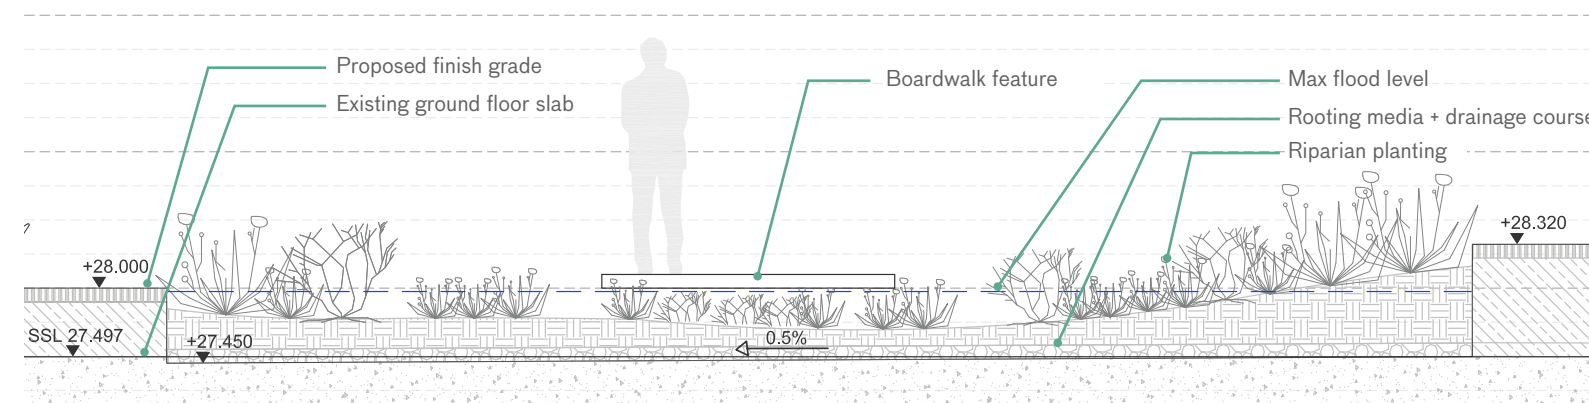 Proposed finish grade
Existing ground floor slab
Boardwalk feature
Max flood level
Rooting media + drainage course
Riparian planting
+28.000
+28.320
SSL 27.497
+27.450
0.5%